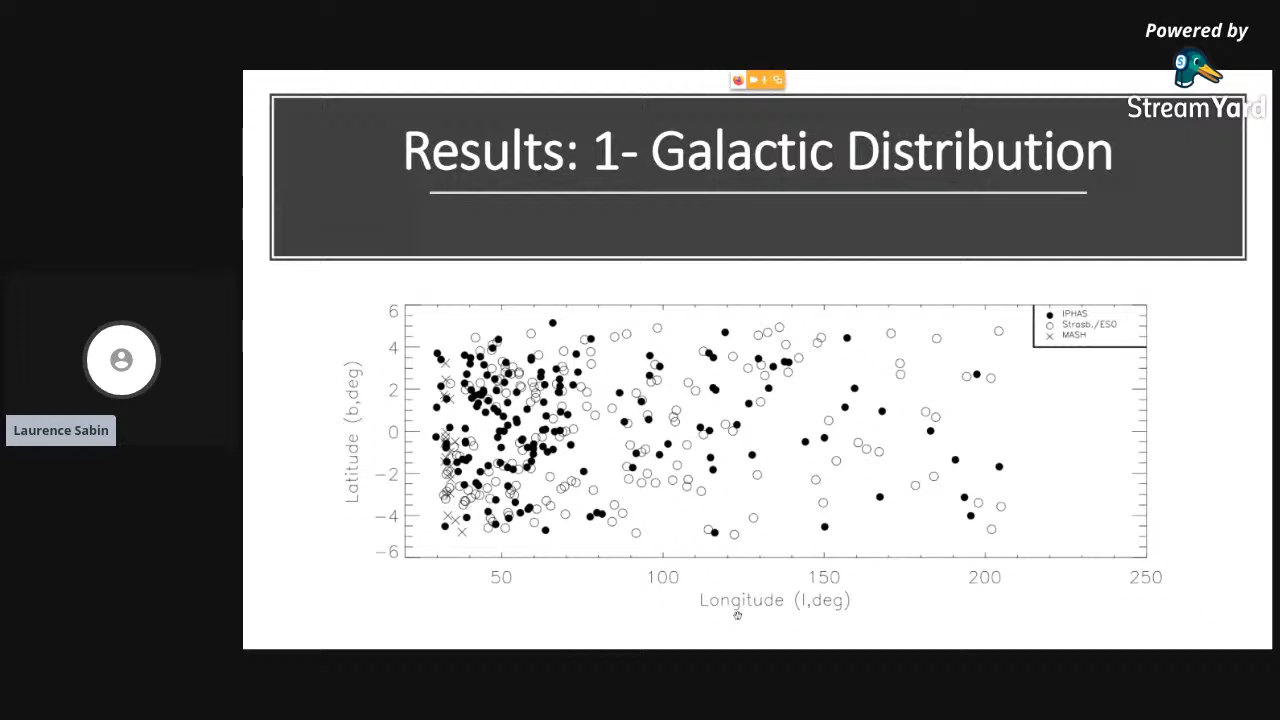 Powered by
StreamYard
Results: 1- Galactic Distribution
Laurence Sabin
IPHAS
Strasb./ESO
MASH
Latitude (b,deg)
6
4
2
0
−2
−4
−6
50 100 150 200 250
Longitude (l,deg)